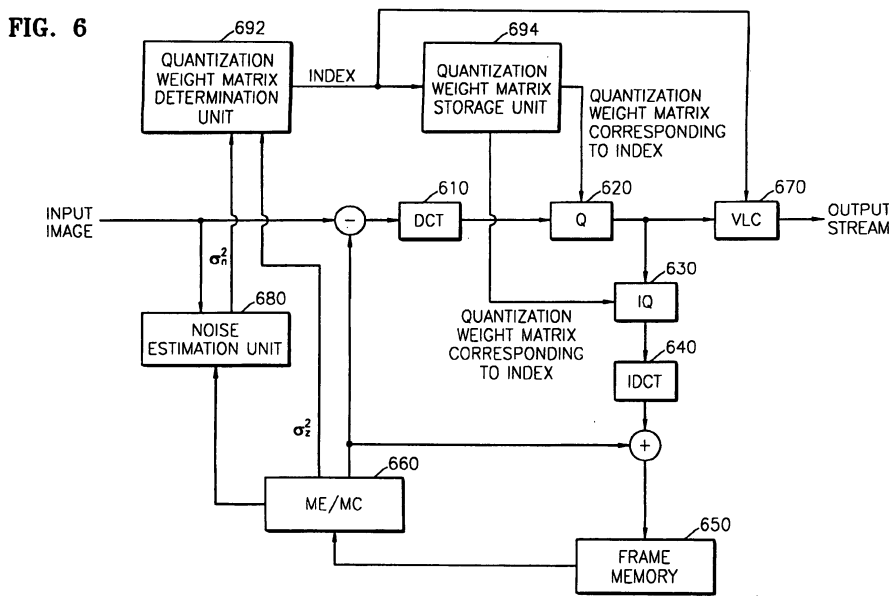 FIG. 6
692
QUANTIZATION
WEIGHT MATRIX
DETERMINATION
UNIT
INDEX
694
QUANTIZATION
WEIGHT MATRIX
STORAGE UNIT
QUANTIZATION
WEIGHT MATRIX
CORRESPONDING
TO INDEX
INPUT
IMAGE
610
DCT
620
Q
670
VLC
OUTPUT
STREAM
σ²ₙ
680
NOISE
ESTIMATION UNIT
630
IQ
QUANTIZATION
WEIGHT MATRIX
CORRESPONDING
TO INDEX
640
IDCT
σ²z
−
+
660
ME/MC
650
FRAME
MEMORY